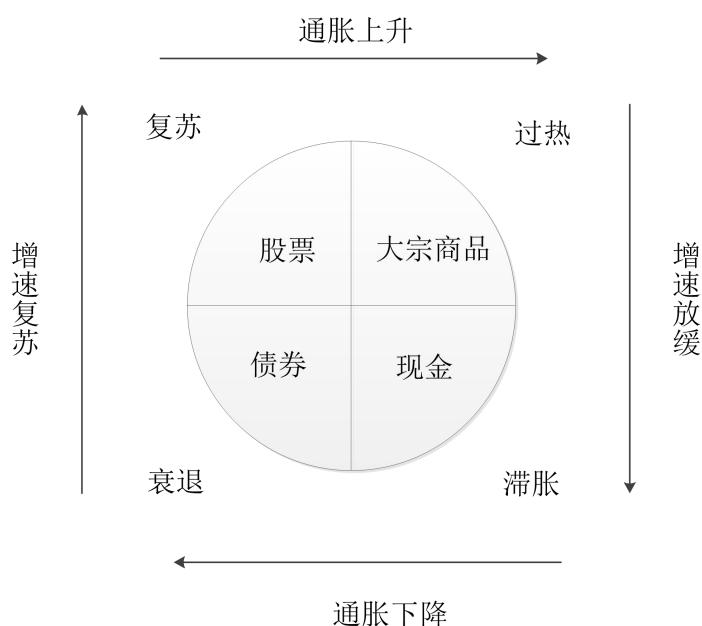 通胀上升
复苏
过热
股票
大宗商品
增速复苏
增速放缓
债券
现金
衰退
滞胀
通胀下降